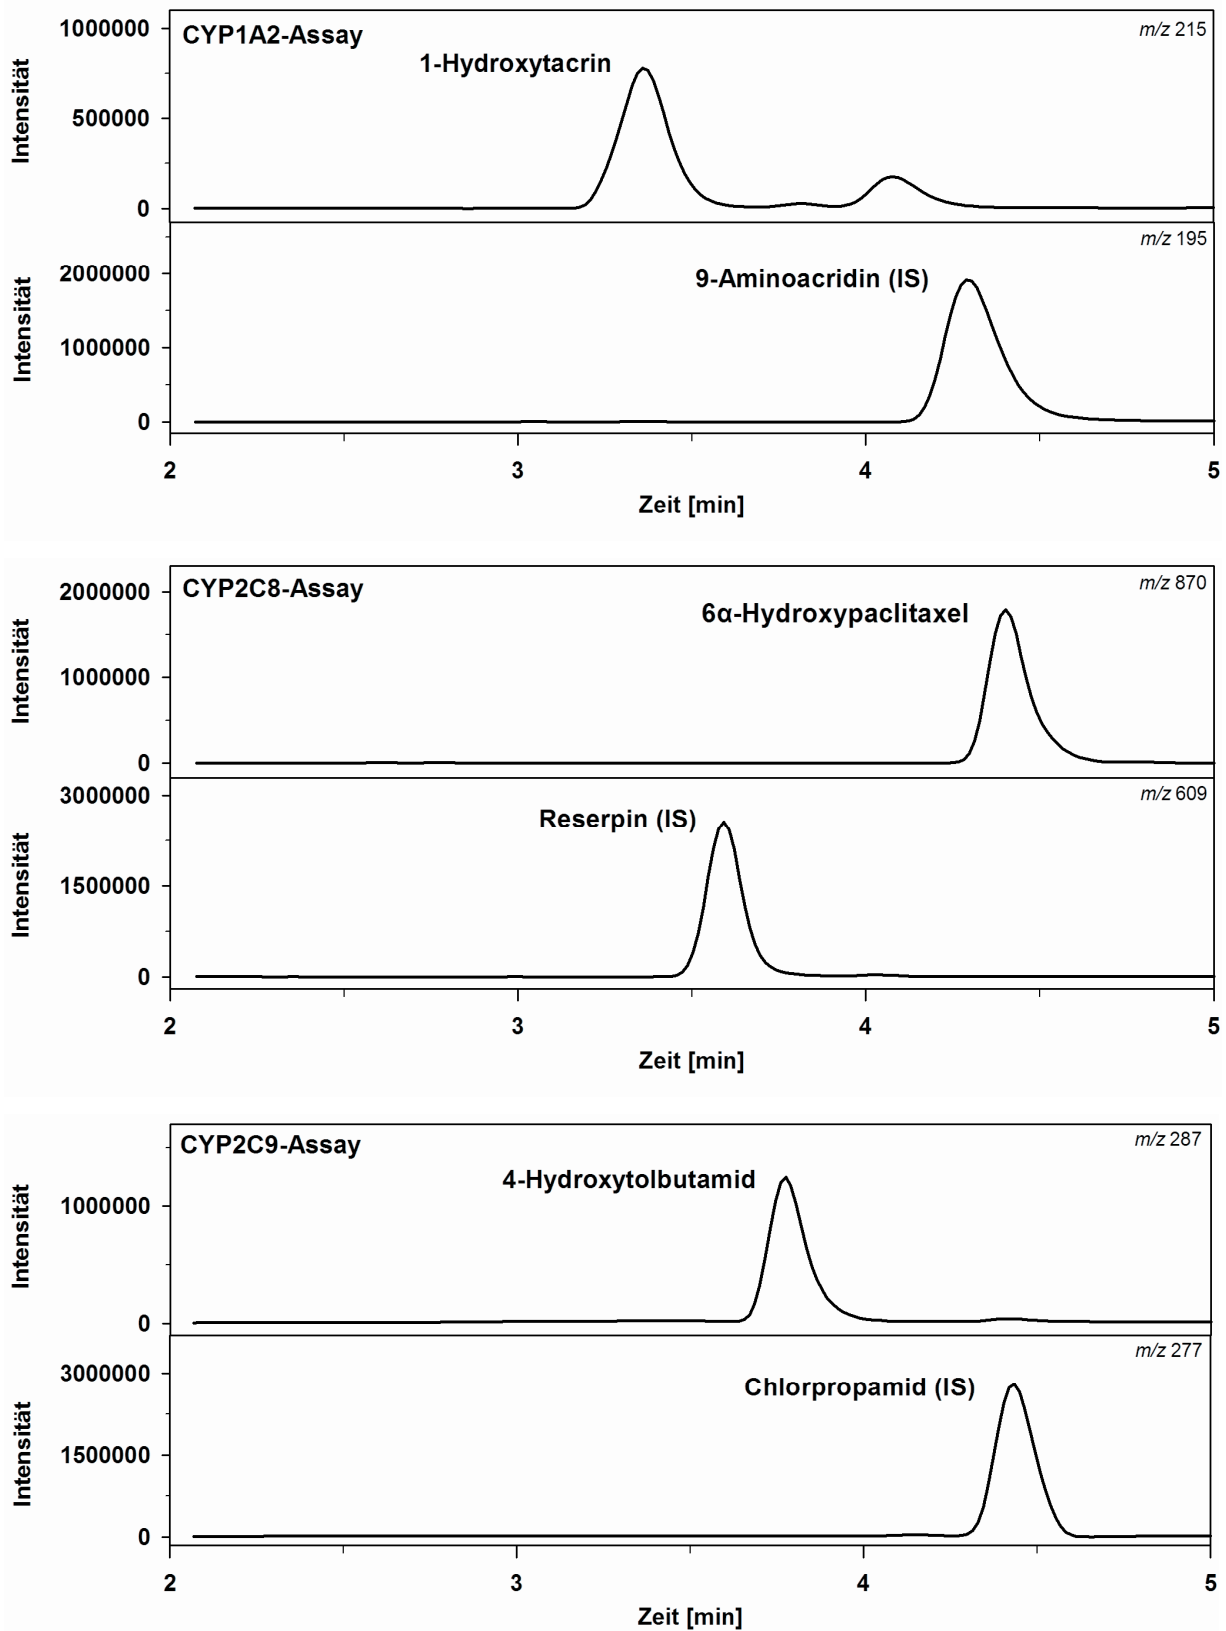 CYP1A2-Assay
m/z 215
1-Hydroxytacrin
Intensität
1000000
500000
0
m/z 195
9-Aminoacridin (IS)
Intensität
2000000
1000000
0
2 3 4 5
Zeit [min]
CYP2C8-Assay
m/z 870
6α-Hydroxypaclitaxel
Intensität
2000000
1000000
0
m/z 609
Reserpin (IS)
Intensität
3000000
1500000
0
2 3 4 5
Zeit [min]
CYP2C9-Assay
m/z 287
4-Hydroxytolbutamid
Intensität
1000000
0
m/z 277
Chlorpropamid (IS)
Intensität
3000000
1500000
0
2 3 4 5
Zeit [min]